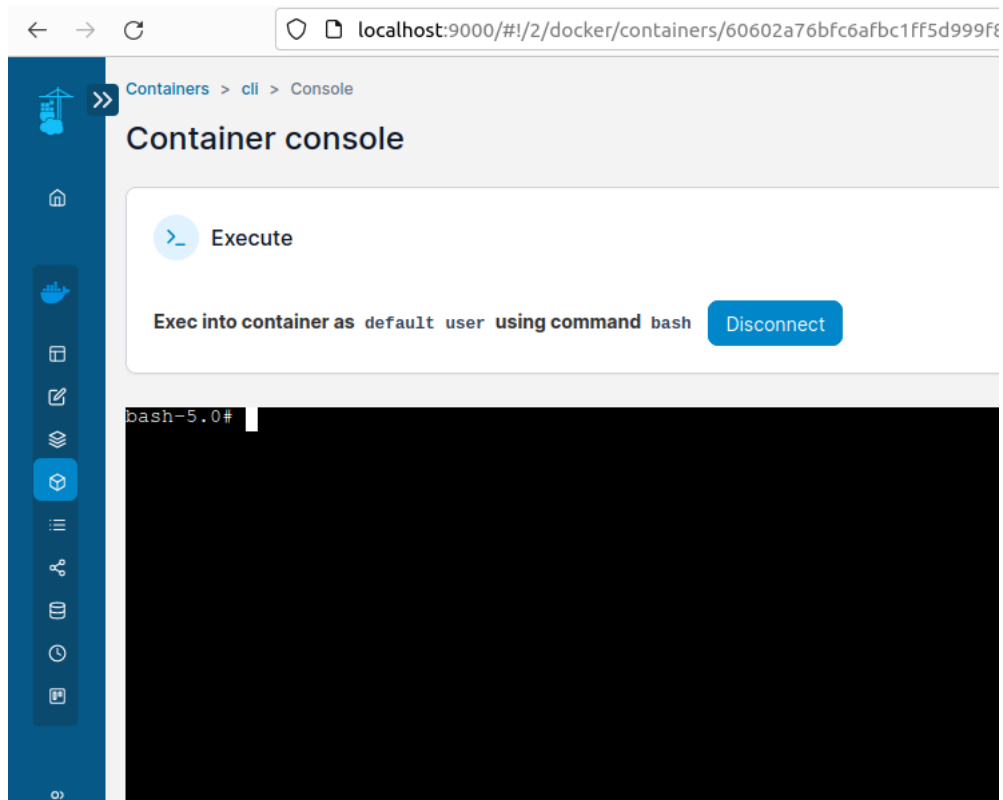 localhost:9000/#!/2/docker/containers/60602a76bfc6afbc1ff5d999f8
Containers > cli > Console
Container console
>_ Execute
Exec into container as default user using command bash Disconnect
bash-5.0#